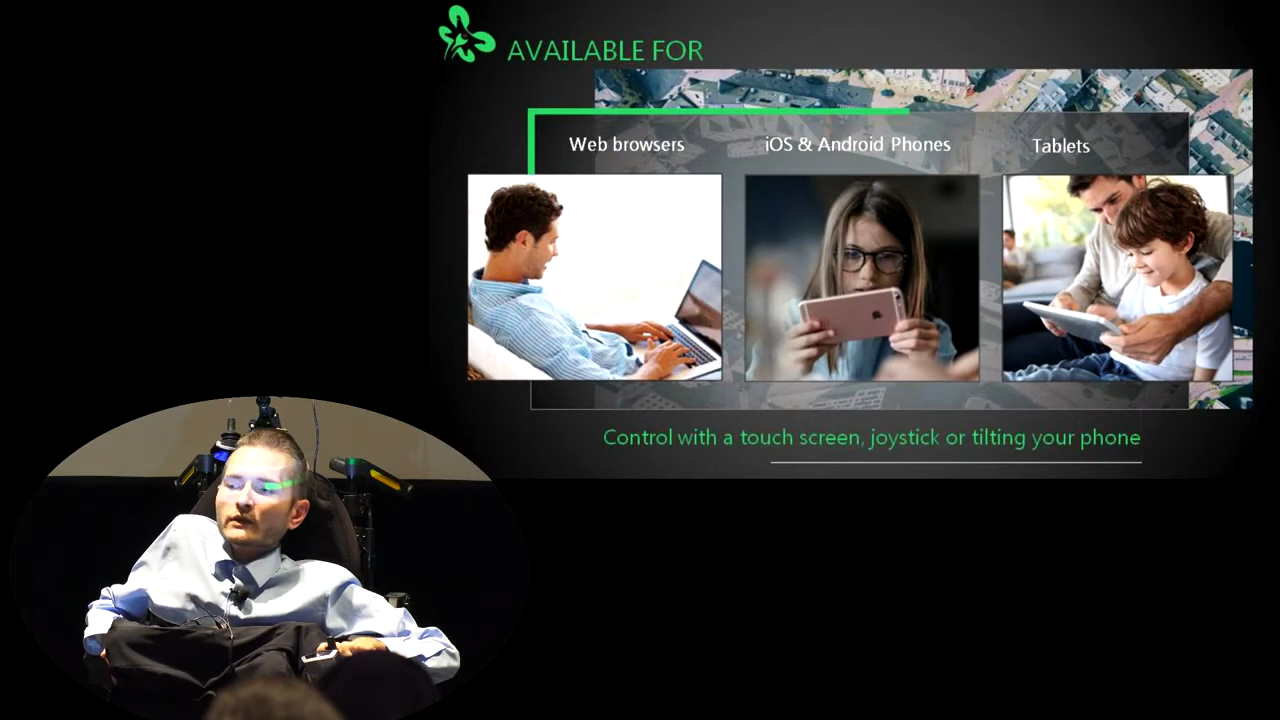 AVAILABLE FOR
Web browsers
iOS & Android Phones
Tablets
Control with a touch screen, joystick or tilting your phone